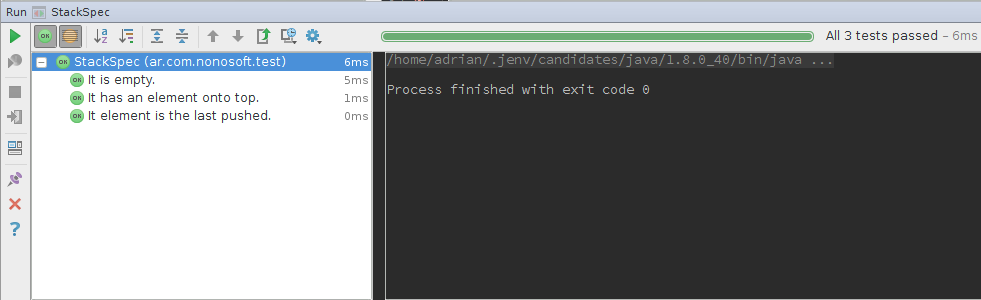 Run StackSpec
All 3 tests passed – 6ms
StackSpec (ar.com.nonosoft.test) 6ms
It is empty. 5ms
It has an element onto top. 1ms
It element is the last pushed. 0ms
/home/adrian/.jenv/candidates/java/1.8.0_40/bin/java ...
Process finished with exit code 0